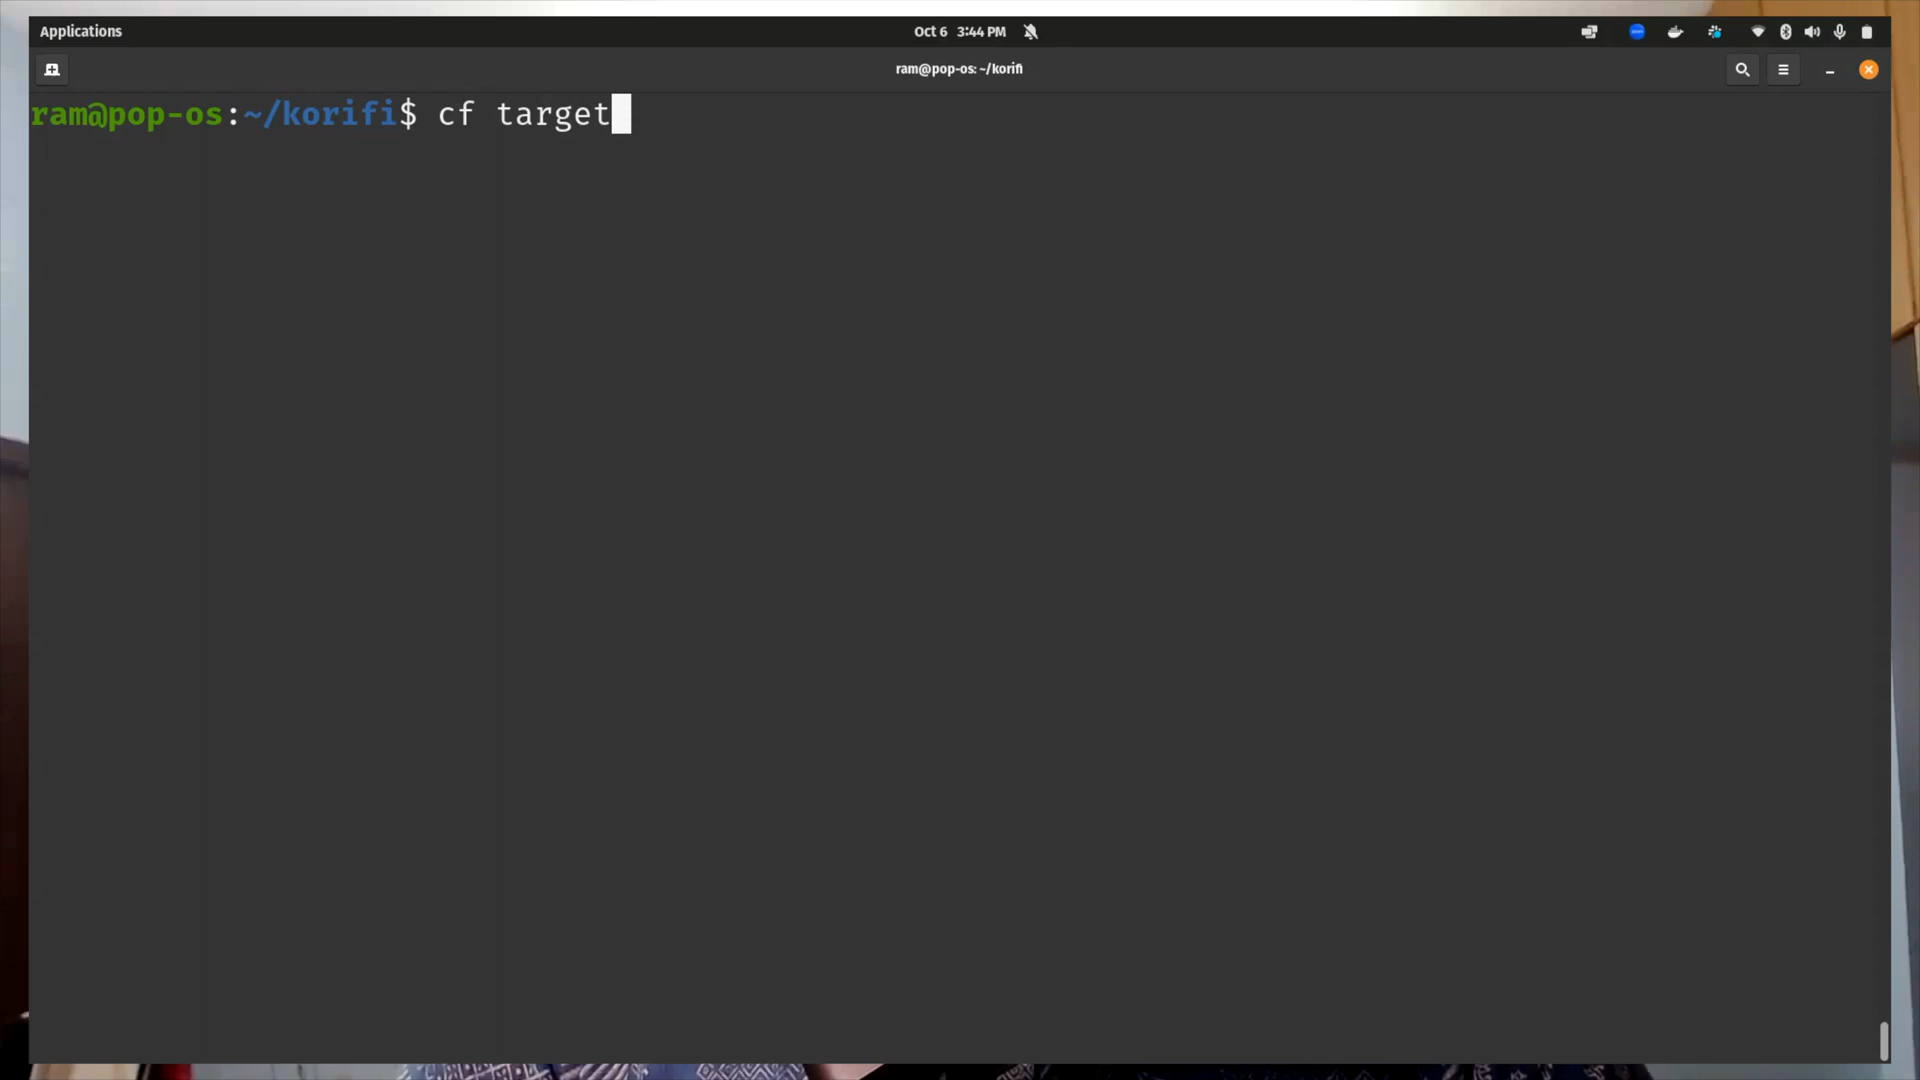 Applications
Oct 6 3:44 PM
ram@pop-os: ~/korifi
ram@pop-os:~/korifi$ cf target